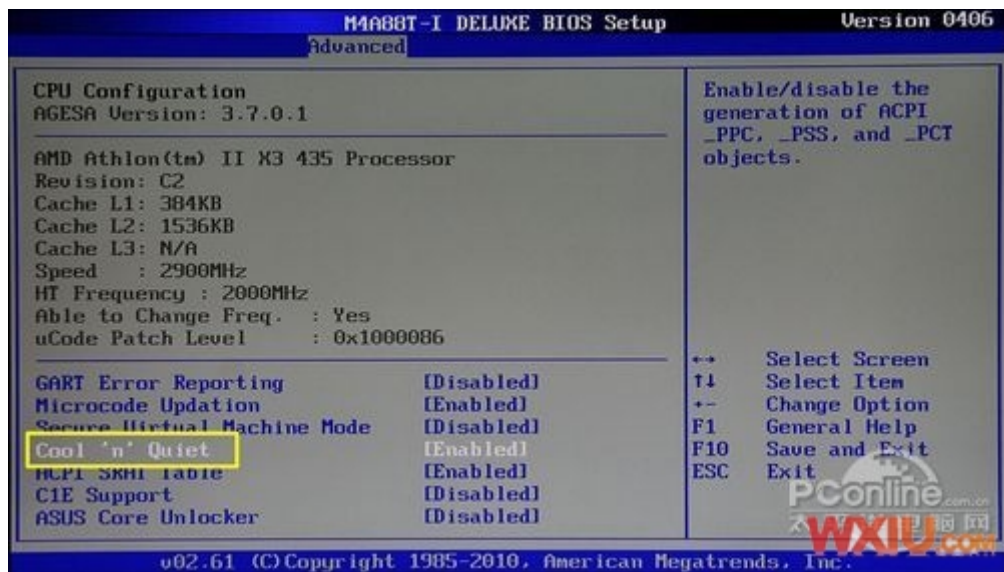 M4A88T-I DELUXE BIOS Setup Version 0406
Advanced
CPU Configuration
AGESA Version: 3.7.0.1
AMD Athlon(tm) II X3 435 Processor
Revision: C2
Cache L1: 384KB
Cache L2: 1536KB
Cache L3: N/A
Speed : 2900MHz
HT Frequency : 2000MHz
Able to Change Freq. : Yes
uCode Patch Level : 0x1000086
GART Error Reporting [Disabled]
Microcode Updation [Enabled]
Secure Virtual Machine Mode [Disabled]
Cool 'n' Quiet [Enabled]
ACPI SRAT Table [Enabled]
C1E Support [Disabled]
ASUS Core Unlocker [Disabled]
Enable/disable the
generation of ACPI
_PPC, _PSS, and _PCT
objects.
←→ Select Screen
↑↓ Select Item
+- Change Option
F1 General Help
F10 Save and Exit
ESC Exit
PConline.com.cn
WXIU.COM
v02.61 (C)Copyright 1985-2010, American Megatrends, Inc.